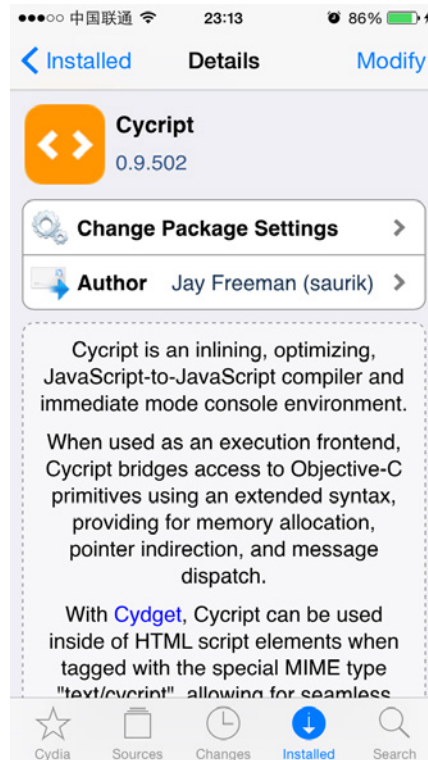 中国联通 23:13 86%
Installed Details Modify
Cycript
0.9.502
Change Package Settings
Author Jay Freeman (saurik)
Cycript is an inlining, optimizing,
JavaScript-to-JavaScript compiler and
immediate mode console environment.
When used as an execution frontend,
Cycript bridges access to Objective-C
primitives using an extended syntax,
providing for memory allocation,
pointer indirection, and message
dispatch.
With Cydget, Cycript can be used
inside of HTML script elements when
tagged with the special MIME type
"text/cycript", allowing for seamless
Cydia Sources Changes Installed Search